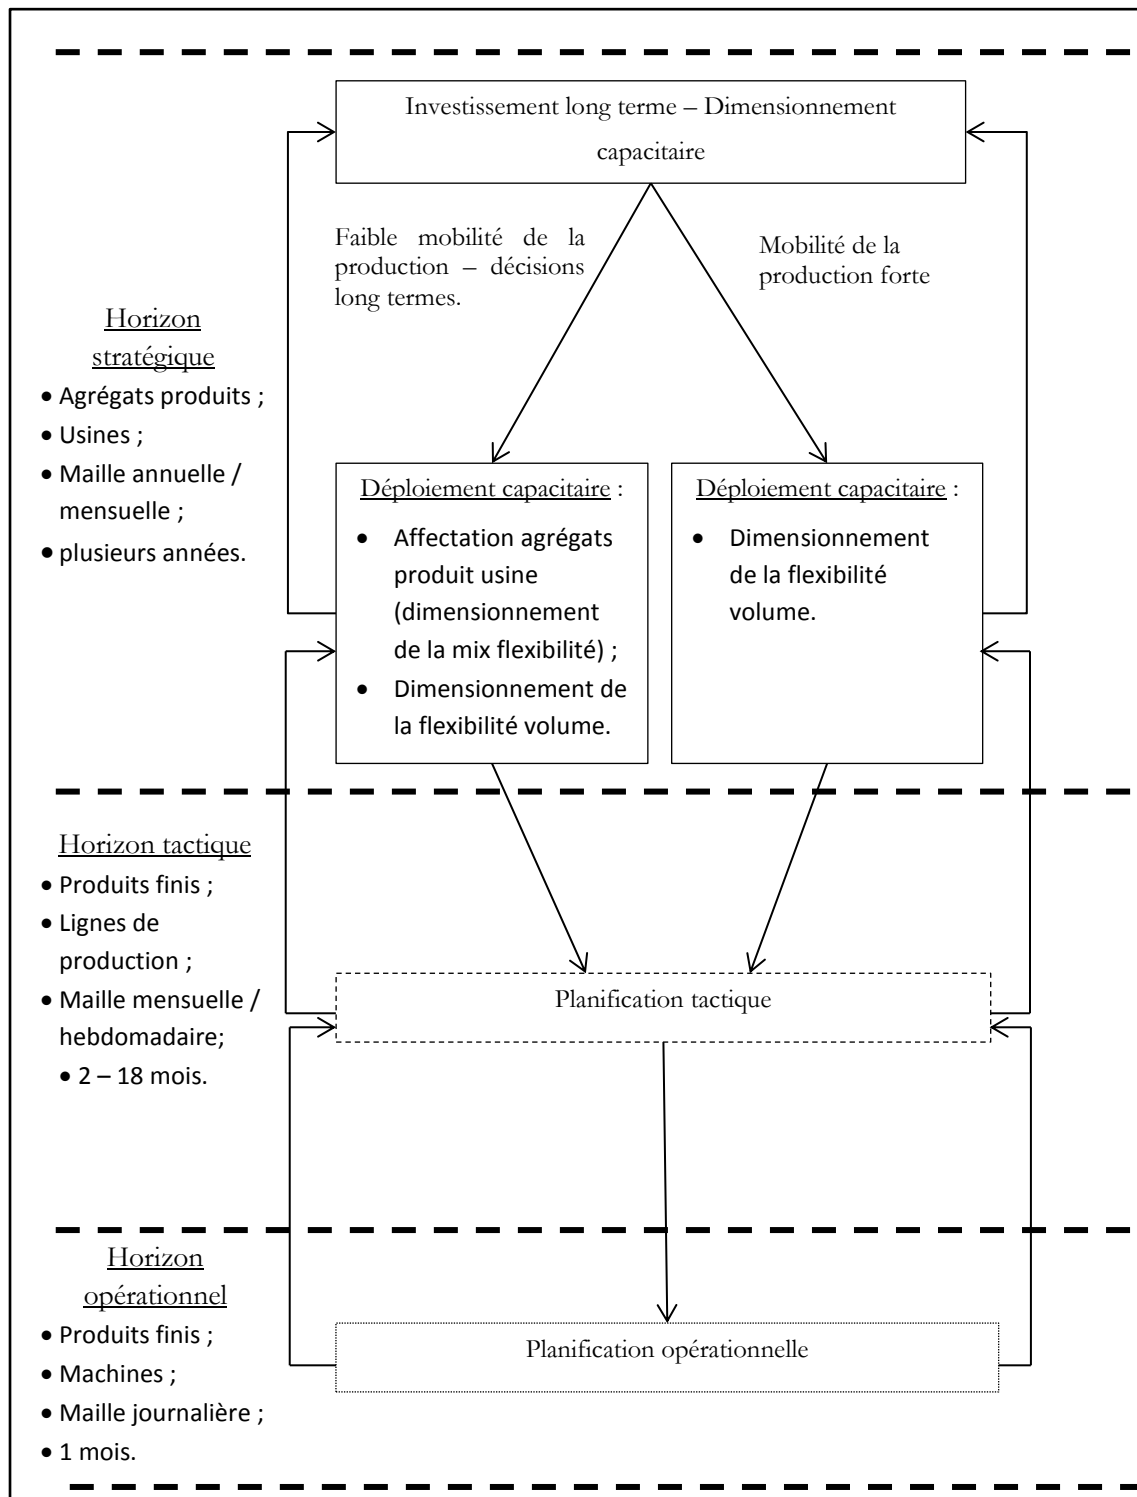 Investissement long terme – Dimensionnement
capacitaire
Faible mobilité de la
production – décisions
long termes.
Mobilité de la
production forte
Horizon
stratégique
• Agrégats produits ;
• Usines ;
• Maille annuelle /
mensuelle ;
• plusieurs années.
Déploiement capacitaire :
• Affectation agrégats
produit usine
(dimensionnement
de la mix flexibilité) ;
• Dimensionnement de
la flexibilité volume.
Déploiement capacitaire :
• Dimensionnement
de la flexibilité
volume.
Horizon tactique
• Produits finis ;
• Lignes de
production ;
• Maille mensuelle /
hebdomadaire;
• 2 – 18 mois.
Planification tactique
Horizon
opérationnel
• Produits finis ;
• Machines ;
• Maille journalière ;
• 1 mois.
Planification opérationnelle